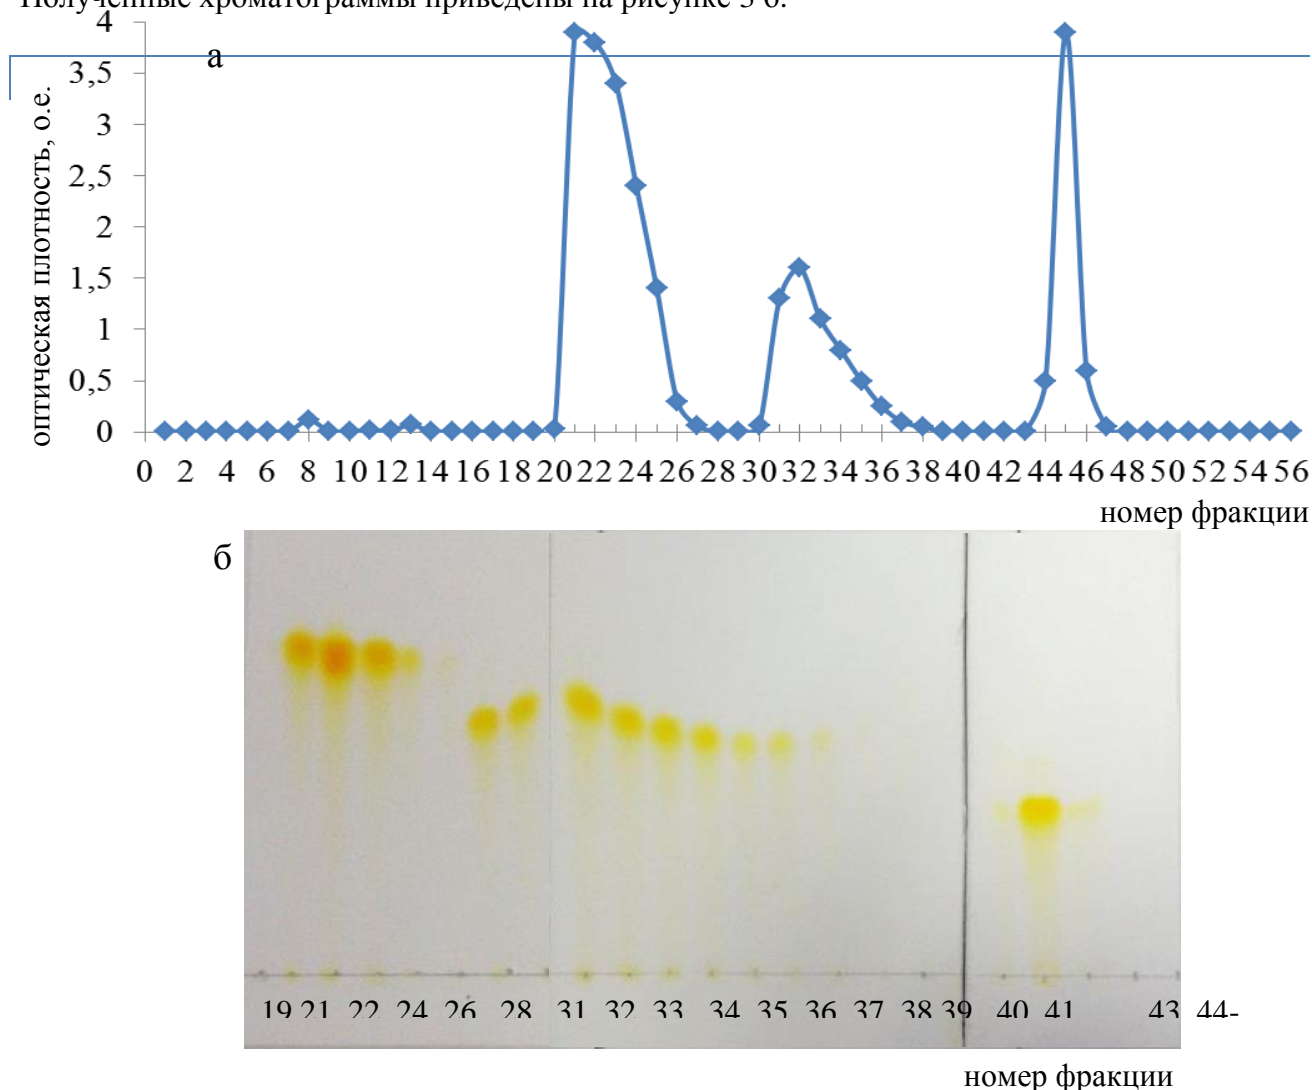 Полученные хроматограммы приведены на рисунке 3 б.
а
оптическая плотность, о.е.
4
3,5
3
2,5
2
1,5
1
0,5
0
0 2 4 6 8 10 12 14 16 18 20 22 24 26 28 30 32 34 36 38 40 42 44 46 48 50 52 54 56
номер фракции
б
19 21 22 24 26 28 31 32 33 34 35 36 37 38 39 40 41 43 44-
номер фракции